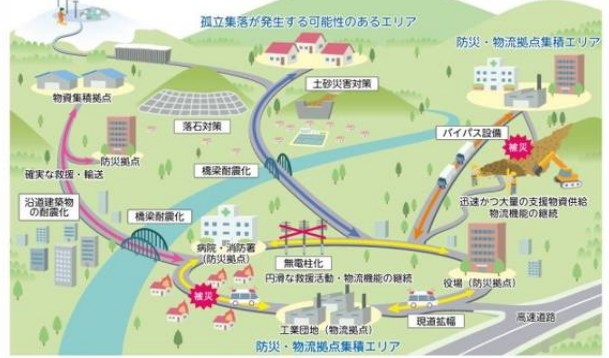 孤立集落が発生する可能性のあるエリア
防災・物流拠点集積エリア
物資集積拠点
土砂災害対策
落石対策
バイパス設備
被災
防災拠点
確実な救援・輸送
橋梁耐震化
迅速かつ大量の支援物資供給
物流機能の継続
沿道建築物
の耐震化
橋梁耐震化
病院・消防署
(防災拠点)
無電柱化
円滑な救援活動・物流機能の継続
役場(防災拠点)
被災
工業団地(物流拠点)
現道拡幅
高速道路
防災・物流拠点集積エリア